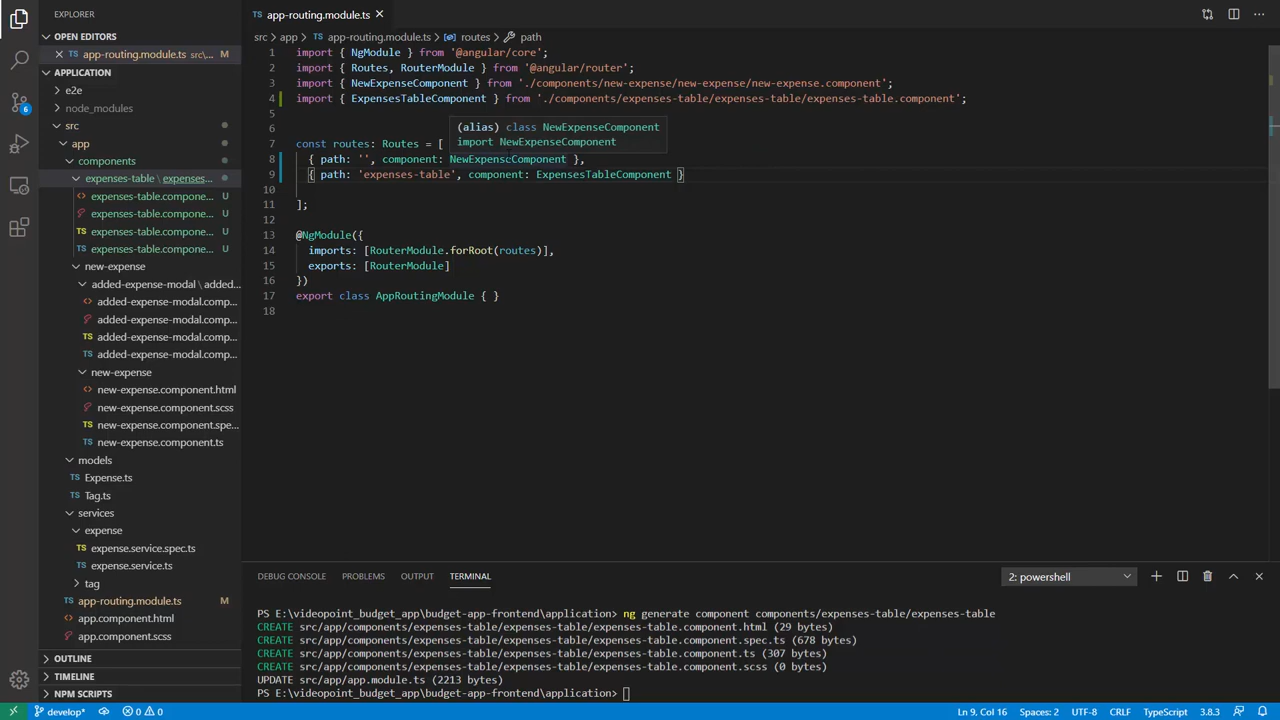 EXPLORER
OPEN EDITORS
app-routing.module.ts src\... M
APPLICATION
e2e
node_modules
src
app
components
expenses-table \ expenses...
expenses-table.compone... U
expenses-table.compone... U
expenses-table.compone... U
expenses-table.compone... U
new-expense
added-expense-modal \ added...
added-expense-modal.comp...
added-expense-modal.comp...
added-expense-modal.comp...
added-expense-modal.comp...
new-expense
new-expense.component.html
new-expense.component.scss
new-expense.component.spe...
new-expense.component.ts
models
Expense.ts
Tag.ts
services
expense
expense.service.spec.ts
expense.service.ts
tag
app-routing.module.ts M
app.component.html
app.component.scss
OUTLINE
TIMELINE
NPM SCRIPTS
app-routing.module.ts
src > app > app-routing.module.ts > routes > path
1 import { NgModule } from '@angular/core';
2 import { Routes, RouterModule } from '@angular/router';
3 import { NewExpenseComponent } from './components/new-expense/new-expense/new-expense.component';
4 import { ExpensesTableComponent } from './components/expenses-table/expenses-table/expenses-table.component';
5
6
(alias) class NewExpenseComponent
import NewExpenseComponent
7 const routes: Routes = [
8 { path: '', component: NewExpenseComponent },
9 { path: 'expenses-table', component: ExpensesTableComponent }
10
11 ];
12
13 @NgModule({
14 imports: [RouterModule.forRoot(routes)],
15 exports: [RouterModule]
16 })
17 export class AppRoutingModule { }
18
DEBUG CONSOLE PROBLEMS OUTPUT TERMINAL 2: powershell
PS E:\videopoint_budget_app\budget-app-frontend\application> ng generate component components/expenses-table/expenses-table
CREATE src/app/components/expenses-table/expenses-table/expenses-table.component.html (29 bytes)
CREATE src/app/components/expenses-table/expenses-table/expenses-table.component.spec.ts (678 bytes)
CREATE src/app/components/expenses-table/expenses-table/expenses-table.component.ts (307 bytes)
CREATE src/app/components/expenses-table/expenses-table/expenses-table.component.scss (0 bytes)
UPDATE src/app/app.module.ts (2213 bytes)
PS E:\videopoint_budget_app\budget-app-frontend\application>
6
develop* 0 0 Ln 9, Col 16 Spaces: 2 UTF-8 CRLF TypeScript 3.8.3